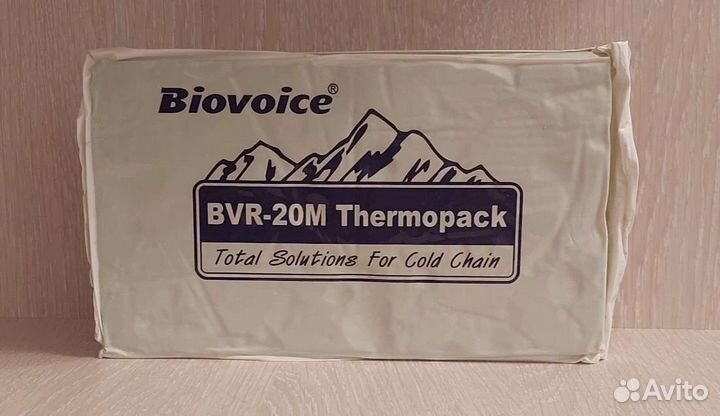 Biovoice®
BVR-20M Thermopack
Total Solutions For Cold Chain
Avito